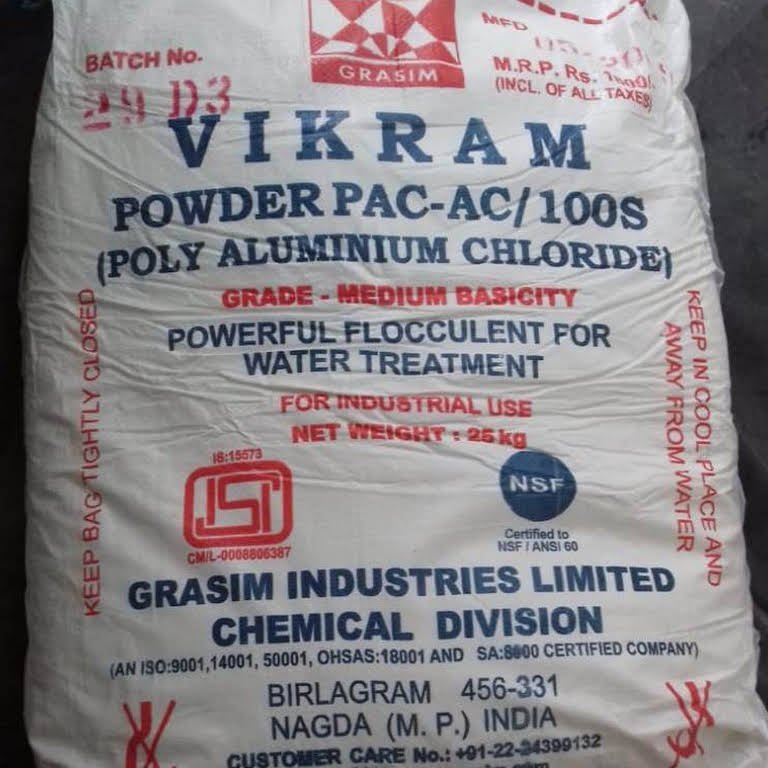 GRASIM
MFD
BATCH No.
29 D3
M.R.P. Rs.
(INCL. OF ALL TAXES)
VIKRAM
POWDER PAC-AC/100S
(POLY ALUMINIUM CHLORIDE)
GRADE - MEDIUM BASICITY
POWERFUL FLOCCULENT FOR
WATER TREATMENT
FOR INDUSTRIAL USE
NET WEIGHT : 25 kg
KEEP BAG TIGHTLY CLOSED
KEEP IN COOL PLACE AND
AWAY FROM WATER
IS:15573
ISI
CM/L-0008806387
NSF
Certified to
NSF / ANSI 60
GRASIM INDUSTRIES LIMITED
CHEMICAL DIVISION
(AN ISO:9001,14001, 50001, OHSAS:18001 AND SA:8000 CERTIFIED COMPANY)
BIRLAGRAM 456-331
NAGDA (M. P.) INDIA
CUSTOMER CARE No.: +91-22-24399132